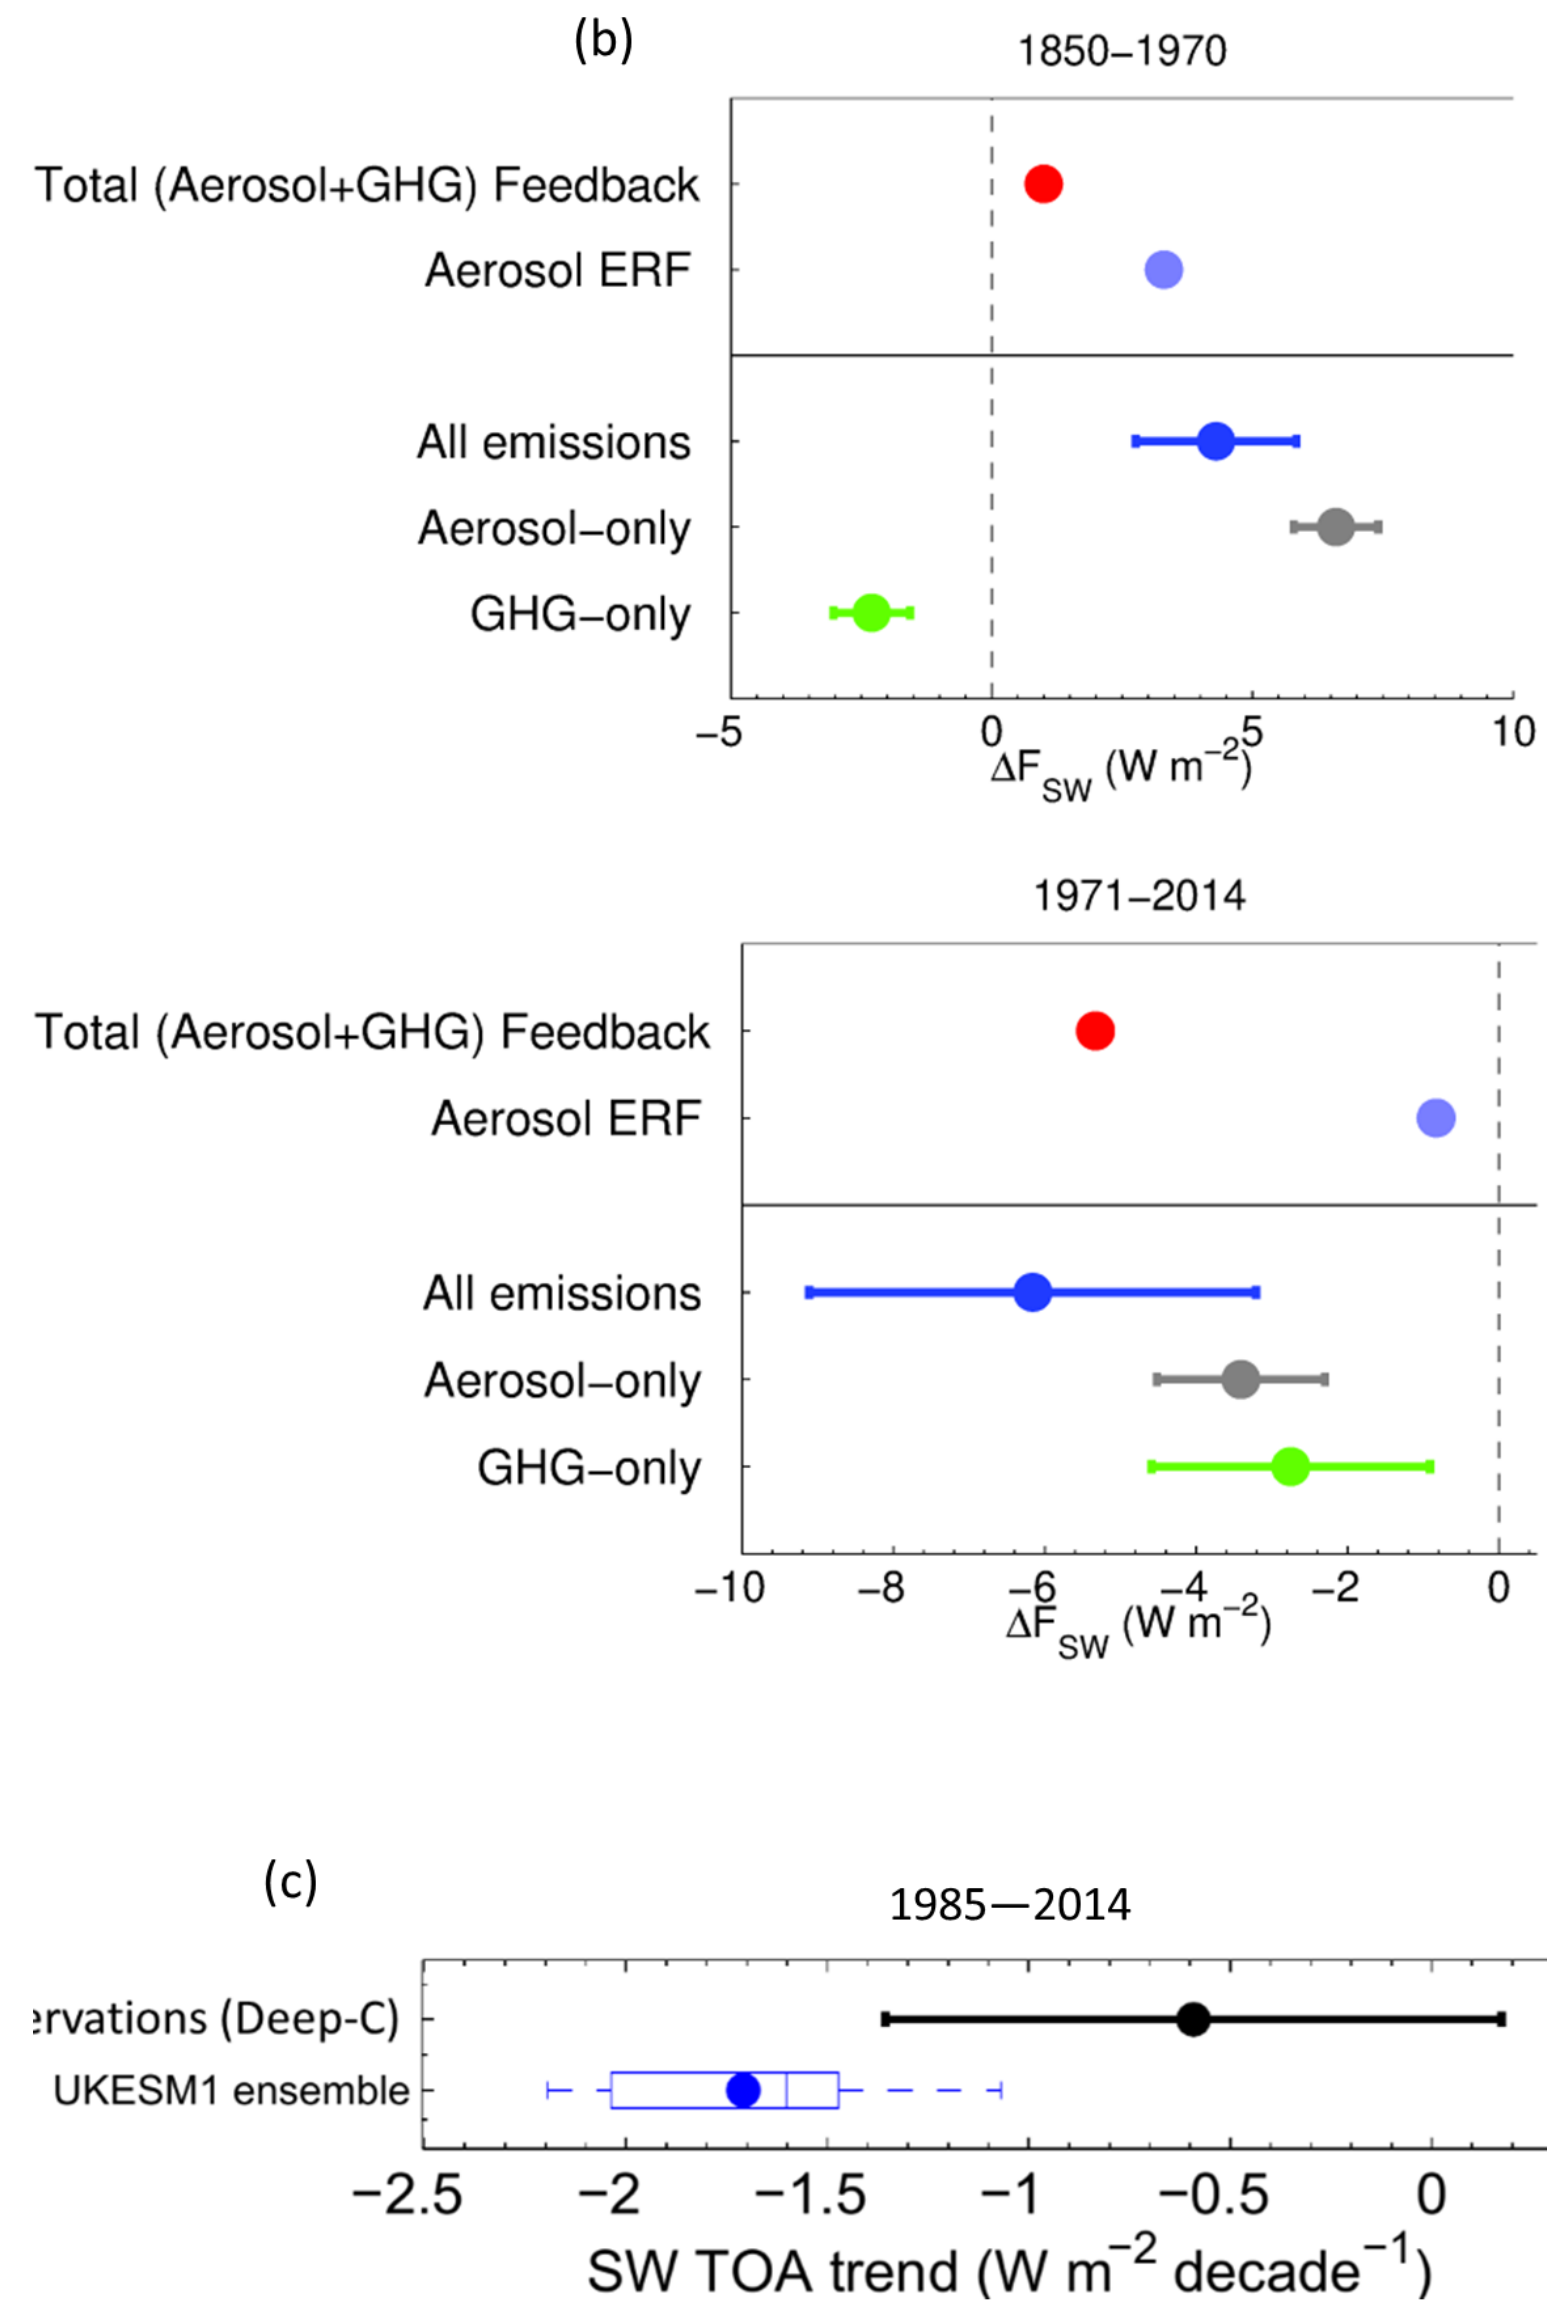 (b)
1850−1970
Total (Aerosol+GHG) Feedback
Aerosol ERF
All emissions
Aerosol−only
GHG−only
−5 0 5 10
ΔF_SW (W m⁻²)
1971−2014
Total (Aerosol+GHG) Feedback
Aerosol ERF
All emissions
Aerosol−only
GHG−only
−10 −8 −6 −4 −2 0
ΔF_SW (W m⁻²)
(c)
1985—2014
ervations (Deep-C)
UKESM1 ensemble
−2.5 −2 −1.5 −1 −0.5 0
SW TOA trend (W m⁻² decade⁻¹)